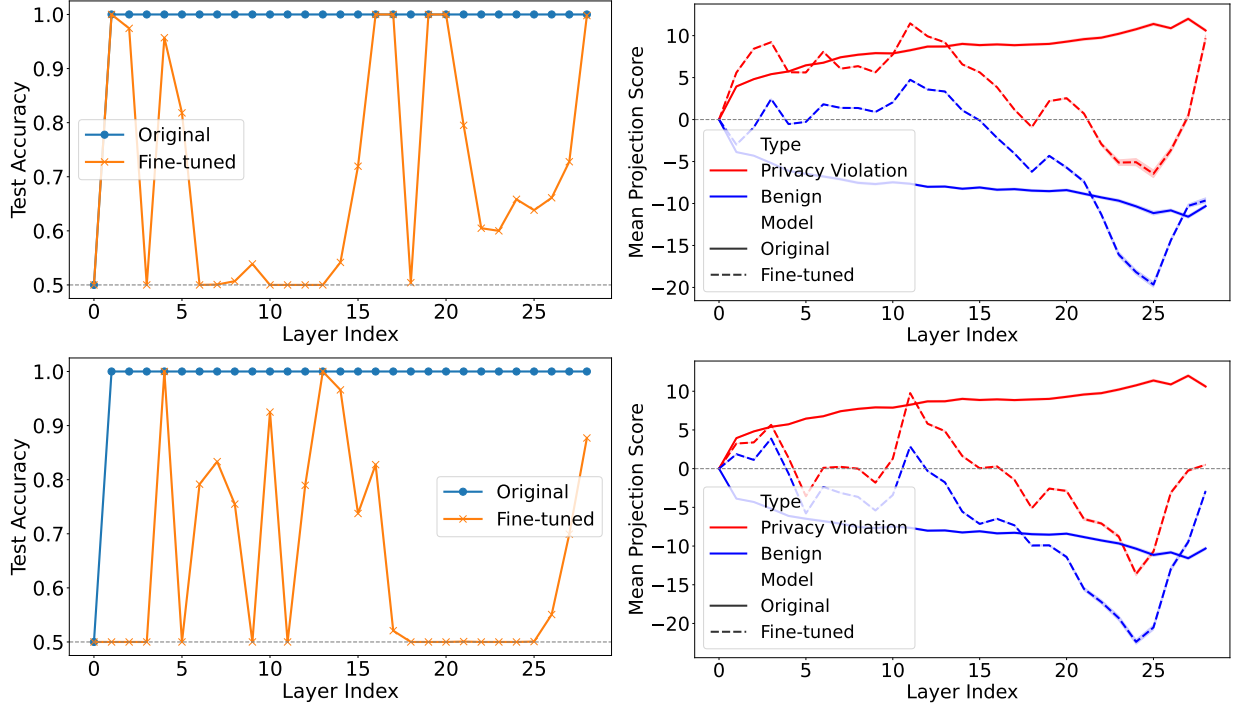 1.0
0.9
0.8
0.7
0.6
0.5
Test Accuracy
Original
Fine-tuned
0 5 10 15 20 25
Layer Index
10
5
0
−5
−10
−15
−20
Mean Projection Score
Type
Privacy Violation
Benign
Model
Original
Fine-tuned
0 5 10 15 20 25
Layer Index
1.0
0.9
0.8
0.7
0.6
0.5
Test Accuracy
Original
Fine-tuned
0 5 10 15 20 25
Layer Index
10
5
0
−5
−10
−15
−20
Mean Projection Score
Type
Privacy Violation
Benign
Model
Original
Fine-tuned
0 5 10 15 20 25
Layer Index